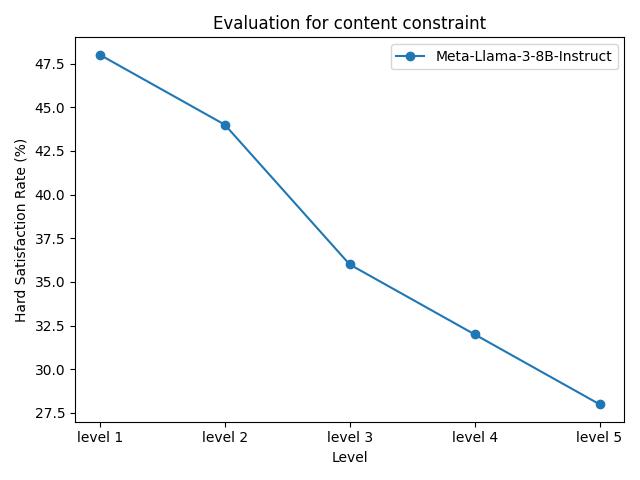 Evaluation for content constraint
Meta-Llama-3-8B-Instruct
Hard Satisfaction Rate (%)
47.5
45.0
42.5
40.0
37.5
35.0
32.5
30.0
27.5
level 1 level 2 level 3 level 4 level 5
Level